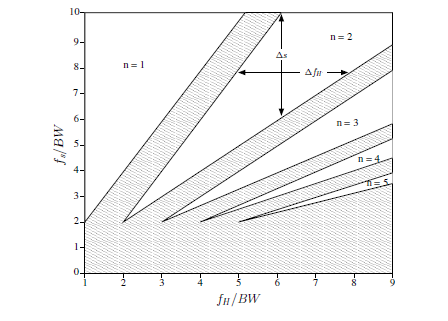 10
9
8
7
6
5
4
3
2
1
0
f_s/BW
n = 1
n = 2
Δs
Δf_H
n = 3
n = 4
n = 5
1 2 3 4 5 6 7 8 9
f_H/BW